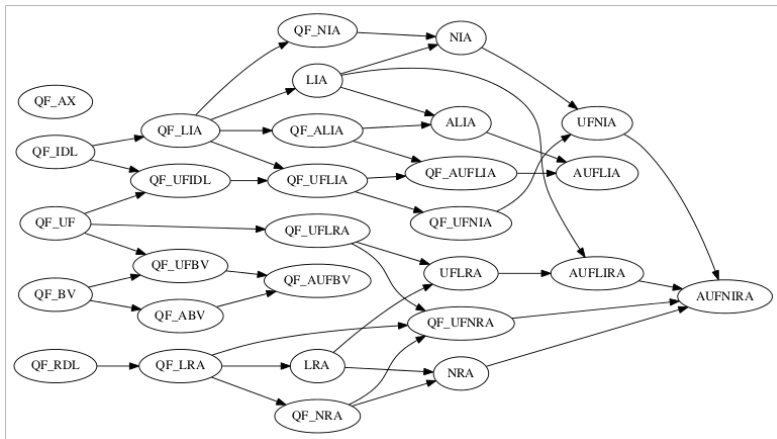 QF_NIA
NIA
LIA
QF_AX
ALIA
UFNIA
QF_LIA
QF_ALIA
QF_IDL
QF_AUFLIA
AUFLIA
QF_UFIDL
QF_UFLIA
QF_UF
QF_UFNIA
QF_UFLRA
QF_UFBV
UFLRA
AUFLIRA
QF_AUFBV
QF_BV
AUFNIRA
QF_ABV
QF_UFNRA
QF_RDL
QF_LRA
LRA
NRA
QF_NRA